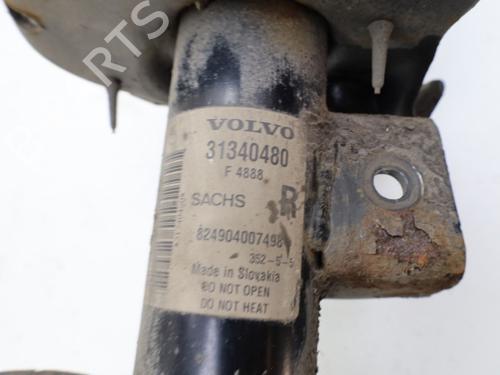 RTS
VOLVO
31340480
F 4888
SACHS
R
824904007498
352-5-5
Made in Slovakia
DO NOT OPEN
DO NOT HEAT